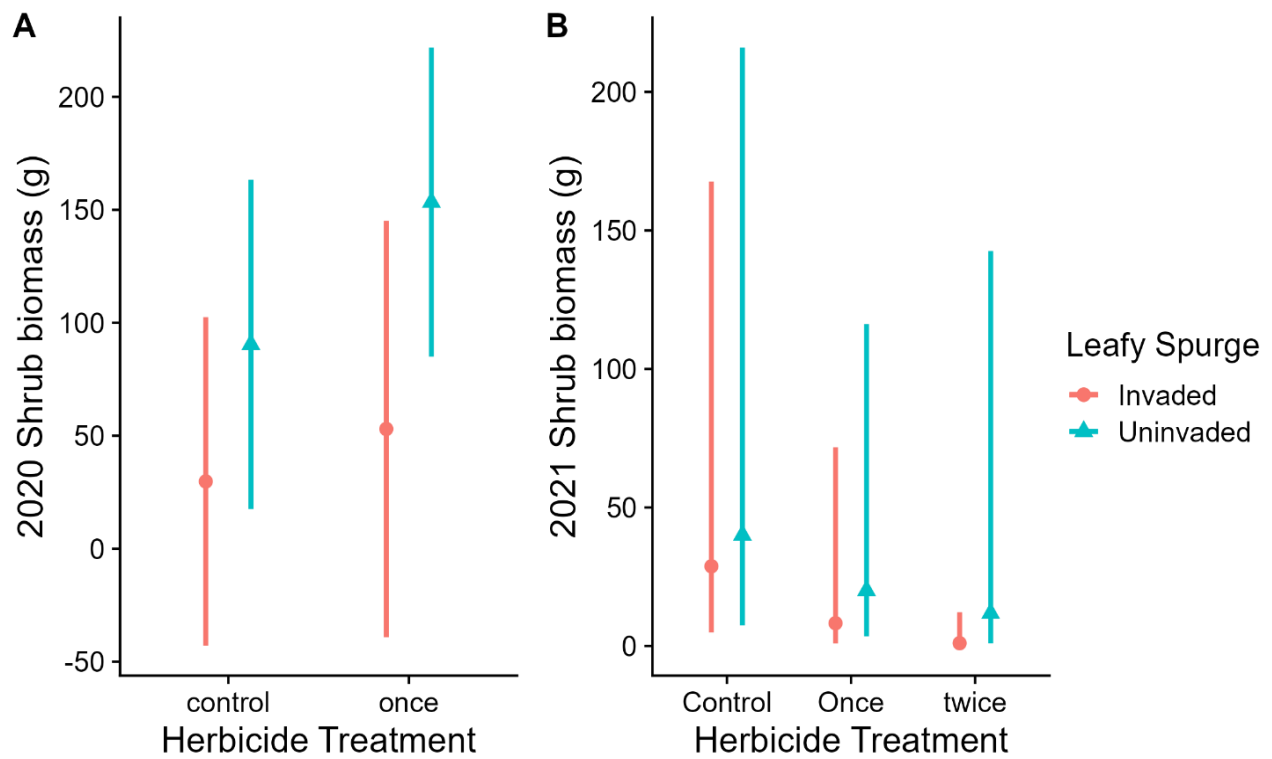 A
2020 Shrub biomass (g)
200
150
100
50
0
-50
control
once
Herbicide Treatment
B
2021 Shrub biomass (g)
200
150
100
50
0
Control
Once
twice
Herbicide Treatment
Leafy Spurge
Invaded
Uninvaded